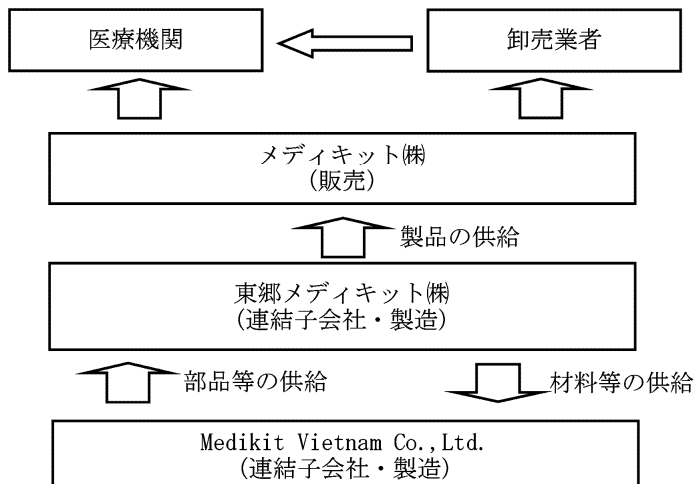 医療機関
卸売業者
メディキット㈱
(販売)
製品の供給
東郷メディキット㈱
(連結子会社・製造)
部品等の供給
材料等の供給
Medikit Vietnam Co.,Ltd.
(連結子会社・製造)